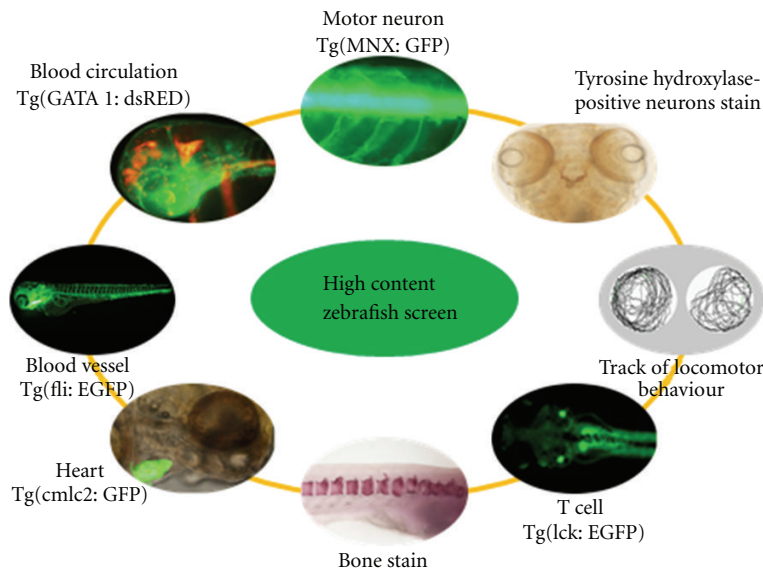 Motor neuron
Tg(MNX: GFP)
Blood circulation
Tg(GATA 1: dsRED)
Tyrosine hydroxylase-
positive neurons stain
High content
zebrafish screen
Blood vessel
Tg(fli: EGFP)
Track of locomotor
behaviour
Heart
Tg(cmlc2: GFP)
T cell
Tg(lck: EGFP)
Bone stain